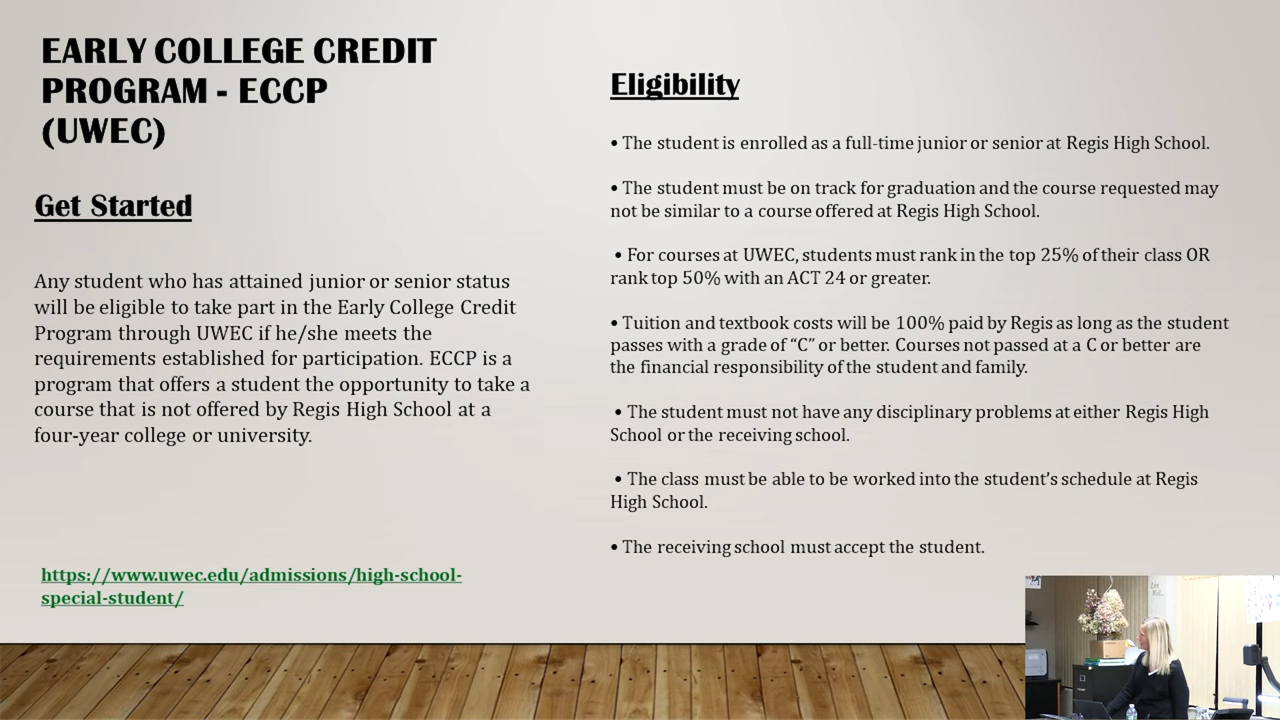 EARLY COLLEGE CREDIT
PROGRAM - ECCP
(UWEC)
Get Started
Any student who has attained junior or senior status
will be eligible to take part in the Early College Credit
Program through UWEC if he/she meets the
requirements established for participation. ECCP is a
program that offers a student the opportunity to take a
course that is not offered by Regis High School at a
four-year college or university.
https://www.uwec.edu/admissions/high-school-
special-student/
Eligibility
• The student is enrolled as a full-time junior or senior at Regis High School.
• The student must be on track for graduation and the course requested may
not be similar to a course offered at Regis High School.
• For courses at UWEC, students must rank in the top 25% of their class OR
rank top 50% with an ACT 24 or greater.
• Tuition and textbook costs will be 100% paid by Regis as long as the student
passes with a grade of “C” or better. Courses not passed at a C or better are
the financial responsibility of the student and family.
• The student must not have any disciplinary problems at either Regis High
School or the receiving school.
• The class must be able to be worked into the student’s schedule at Regis
High School.
• The receiving school must accept the student.